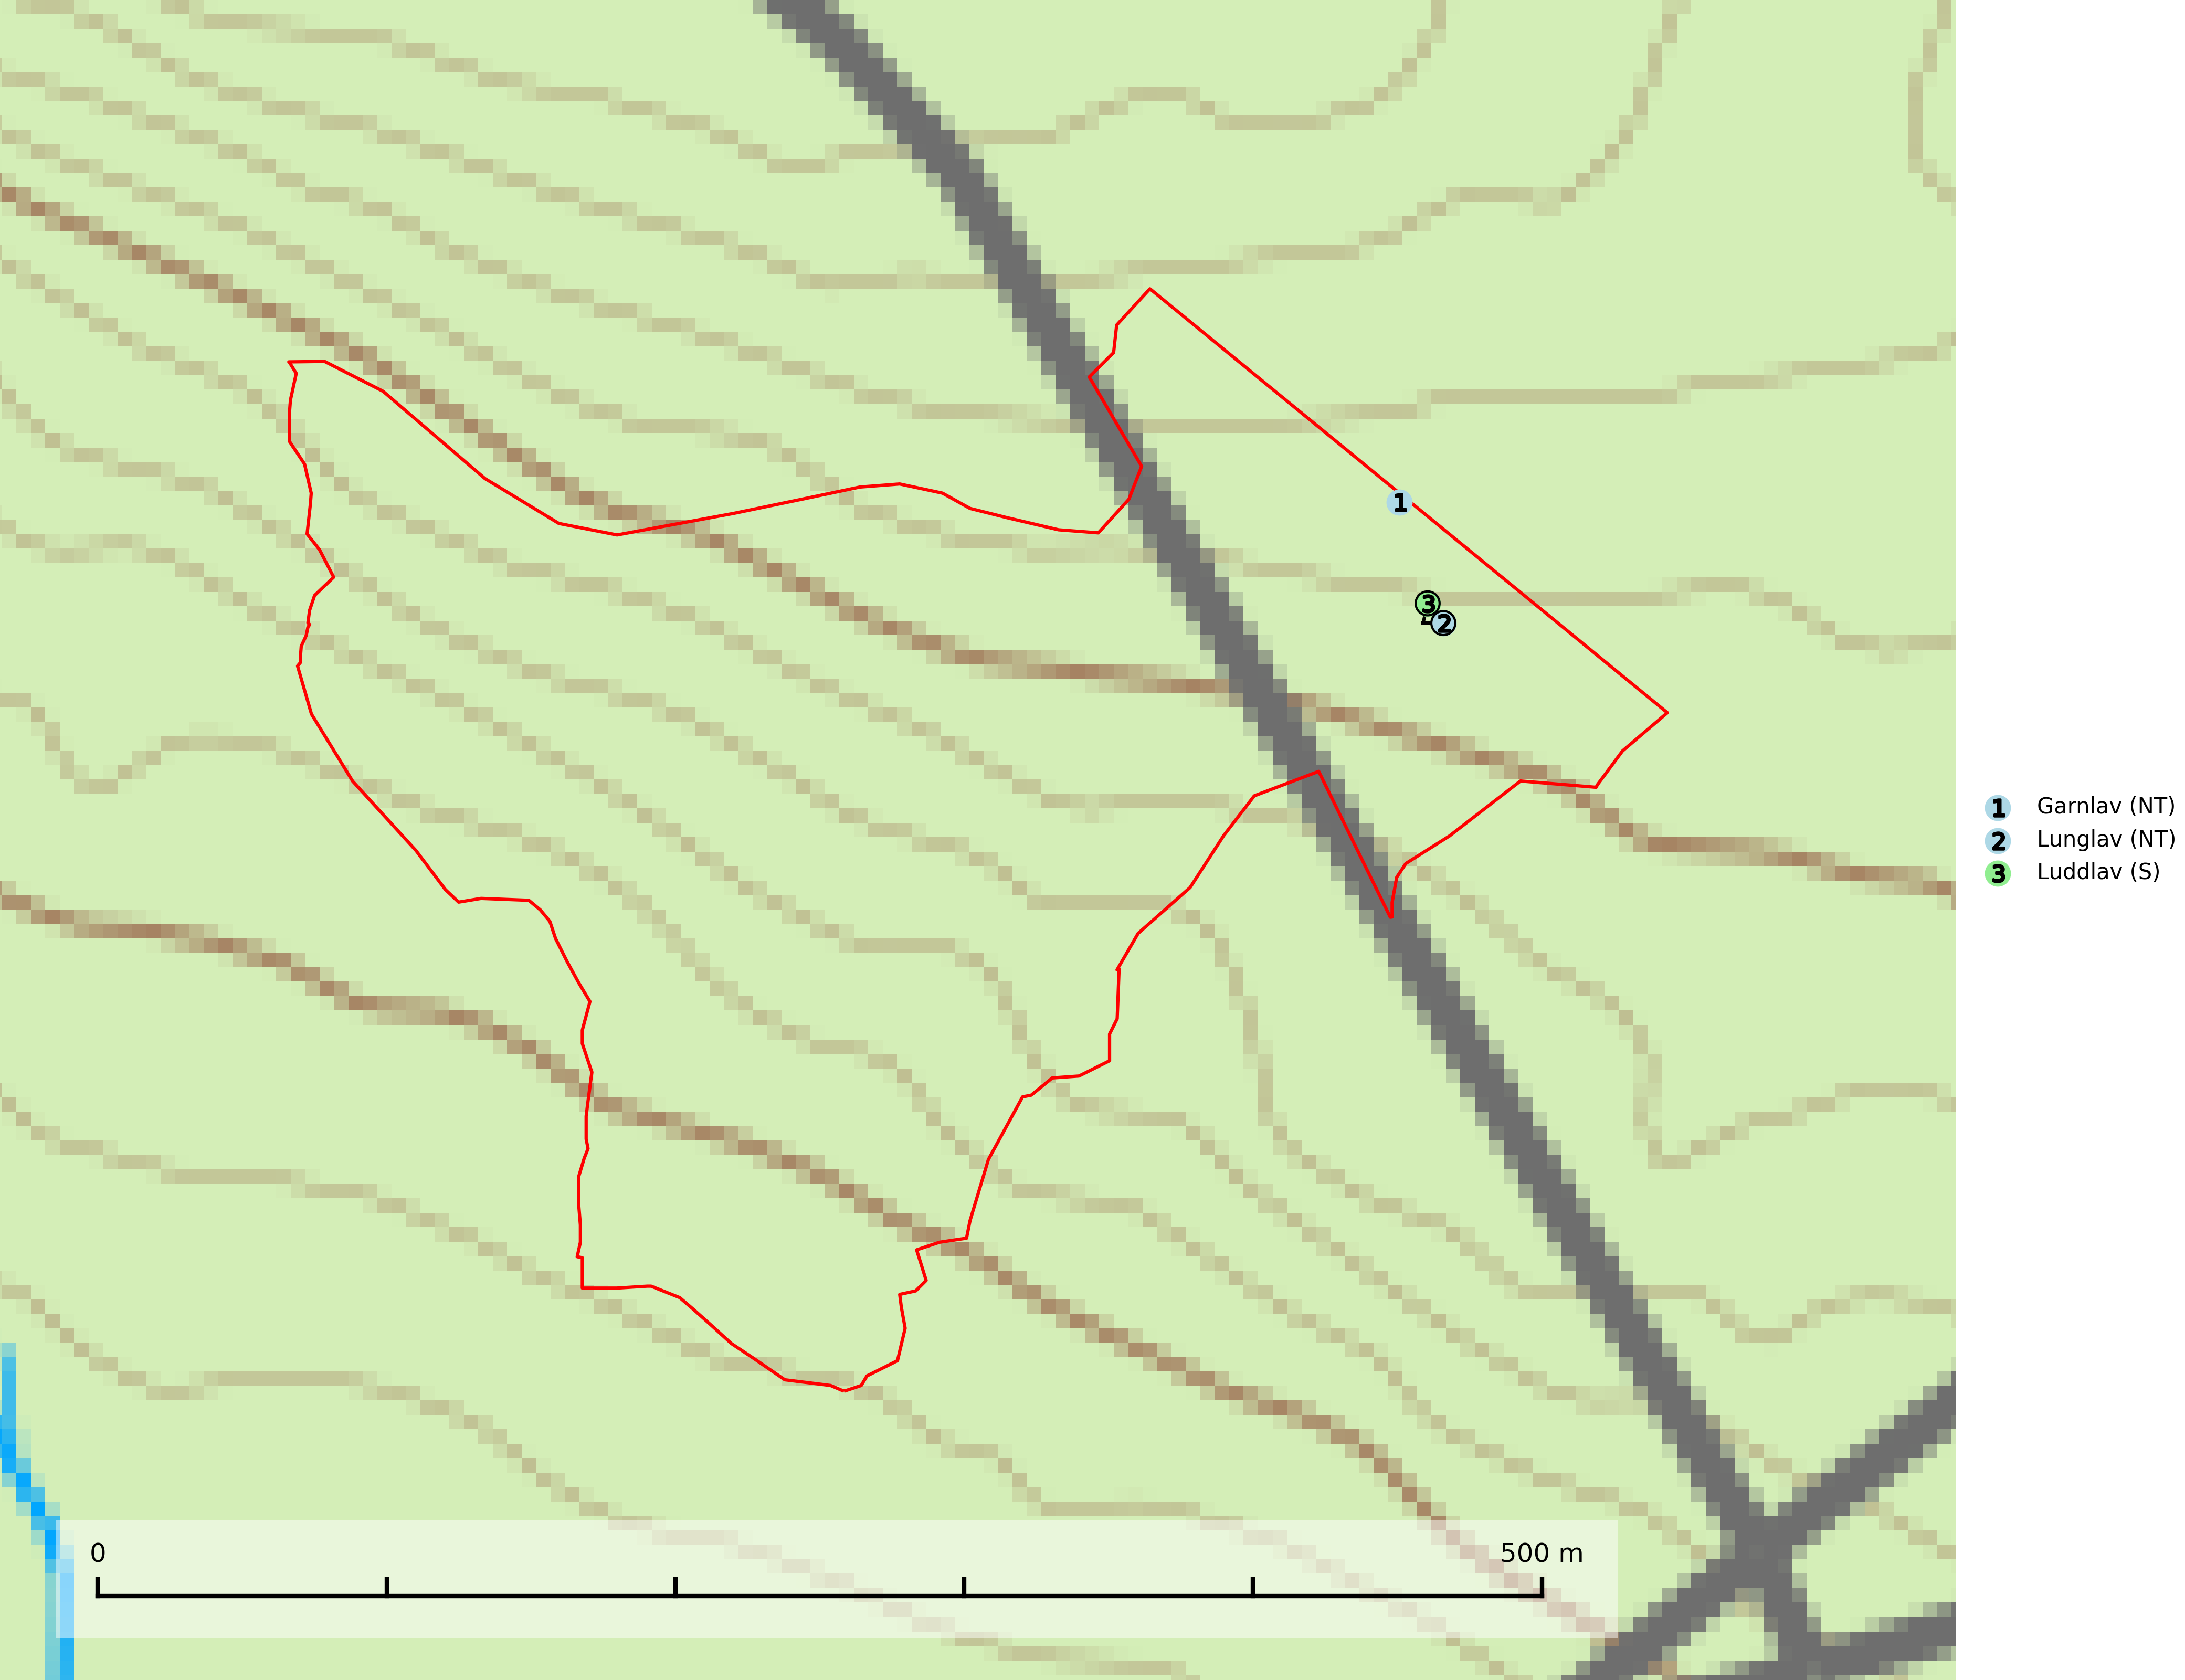 1
3
2
1 Garnlav (NT)
2 Lunglav (NT)
3 Luddlav (S)
0 500 m